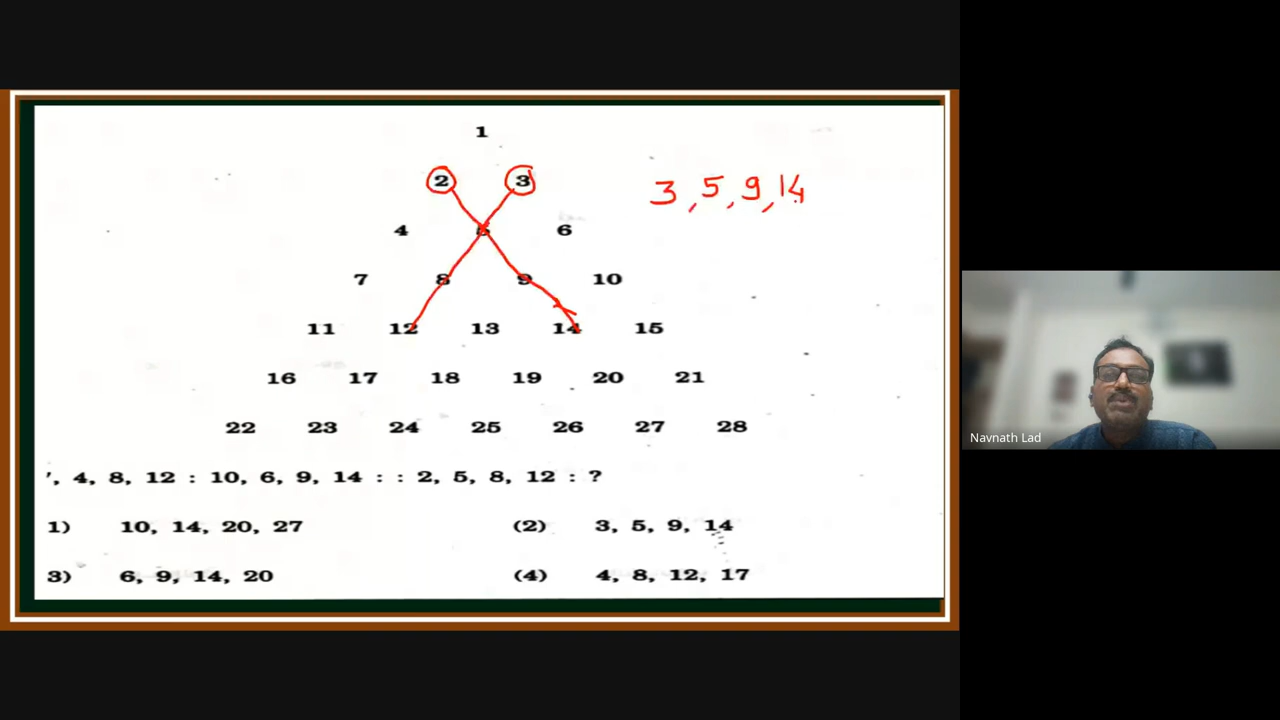 1
2 3
3, 5, 9, 14
4 5 6
7 8 9 10
11 12 13 14 15
16 17 18 19 20 21
22 23 24 25 26 27 28
, 4, 8, 12 : 10, 6, 9, 14 : : 2, 5, 8, 12 : ?
1) 10, 14, 20, 27 (2) 3, 5, 9, 14
3) 6, 9, 14, 20 (4) 4, 8, 12, 17
Navnath Lad